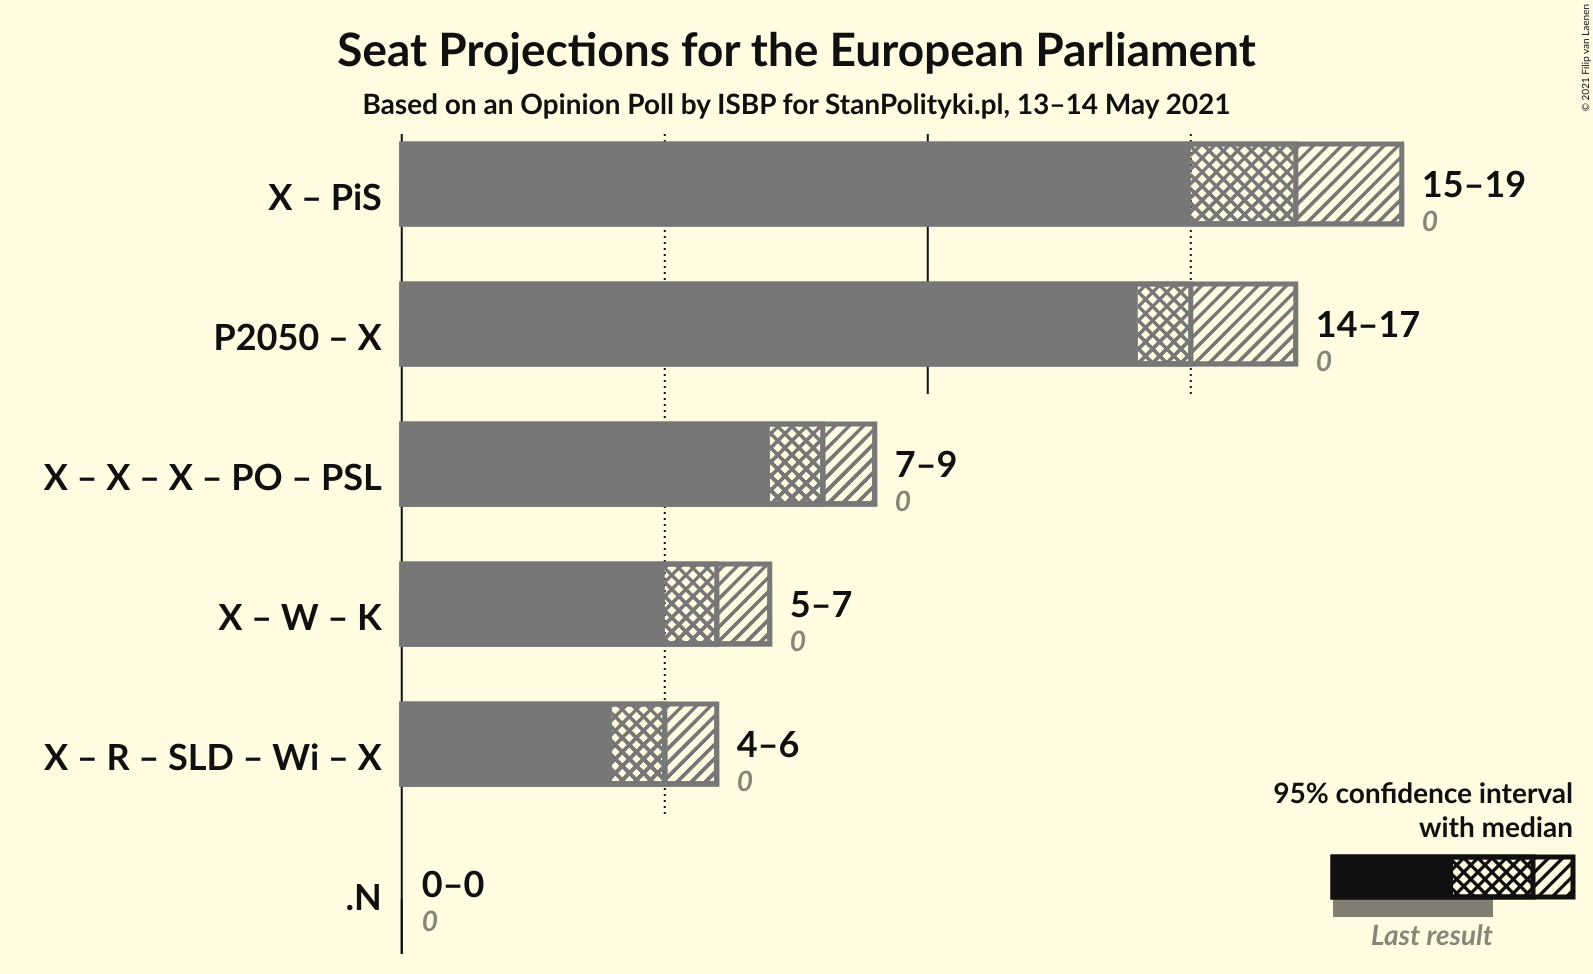 Seat Projections for the European Parliament
Based on an Opinion Poll by ISBP for StanPolityki.pl, 13–14 May 2021
© 2021 Filip van Laenen
X – PiS
15–19
0
P2050 – X
14–17
0
X – X – X – PO – PSL
7–9
0
X – W – K
5–7
0
X – R – SLD – Wi – X
4–6
0
.N
0–0
0
95% confidence interval
with median
Last result